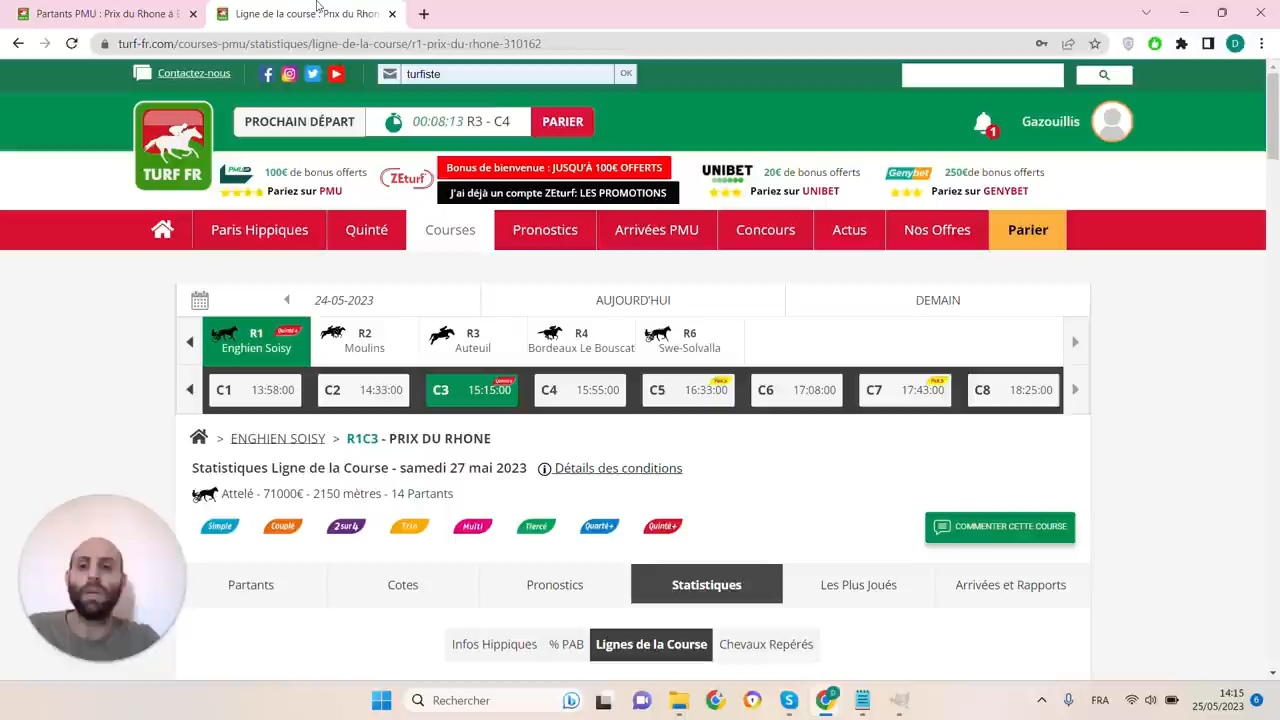 Partants PMU : Prix du Rhone à E
Ligne de la course : Prix du Rhon
turf-fr.com/courses-pmu/statistiques/ligne-de-la-course/r1-prix-du-rhone-310162
D
Contactez-nous
turfiste
OK
TURF FR
PROCHAIN DÉPART
00:08:13 R3 - C4
PARIER
1
Gazouillis
PMU
100€ de bonus offerts
Pariez sur PMU
ZEturf
Bonus de bienvenue : JUSQU'À 100€ OFFERTS
J'ai déjà un compte ZEturf: LES PROMOTIONS
UNIBET
20€ de bonus offerts
Pariez sur UNIBET
Genybet
250€de bonus offerts
Pariez sur GENYBET
Paris Hippiques
Quinté
Courses
Pronostics
Arrivées PMU
Concours
Actus
Nos Offres
Parier
24-05-2023
AUJOURD'HUI
DEMAIN
R1
Quinté+
Enghien Soisy
R2
Moulins
R3
Auteuil
R4
Bordeaux Le Bouscat
R6
Swe-Solvalla
C1 13:58:00
C2 14:33:00
C3 15:15:00
Quinté+
C4 15:55:00
C5 16:33:00
C6 17:08:00
C7 17:43:00
C8 18:25:00
> ENGHIEN SOISY > R1C3 - PRIX DU RHONE
Statistiques Ligne de la Course - samedi 27 mai 2023
Détails des conditions
Attelé - 71000€ - 2150 mètres - 14 Partants
Simple
Couplé
2 sur 4
Trio
Multi
Tiercé
Quarté+
Quinté+
COMMENTER CETTE COURSE
Partants
Cotes
Pronostics
Statistiques
Les Plus Joués
Arrivées et Rapports
Infos Hippiques
% PAB
Lignes de la Course
Chevaux Repérés
Rechercher
FRA
14:15
25/05/2023
6